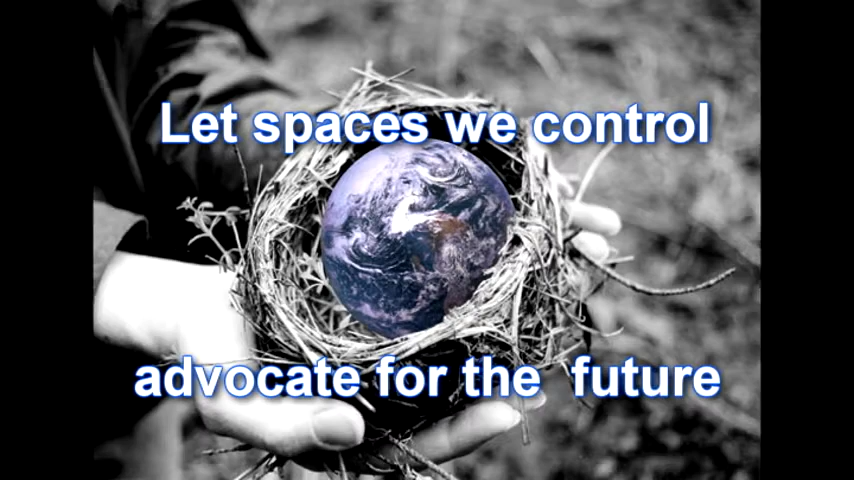 Let spaces we control
advocate for the  future